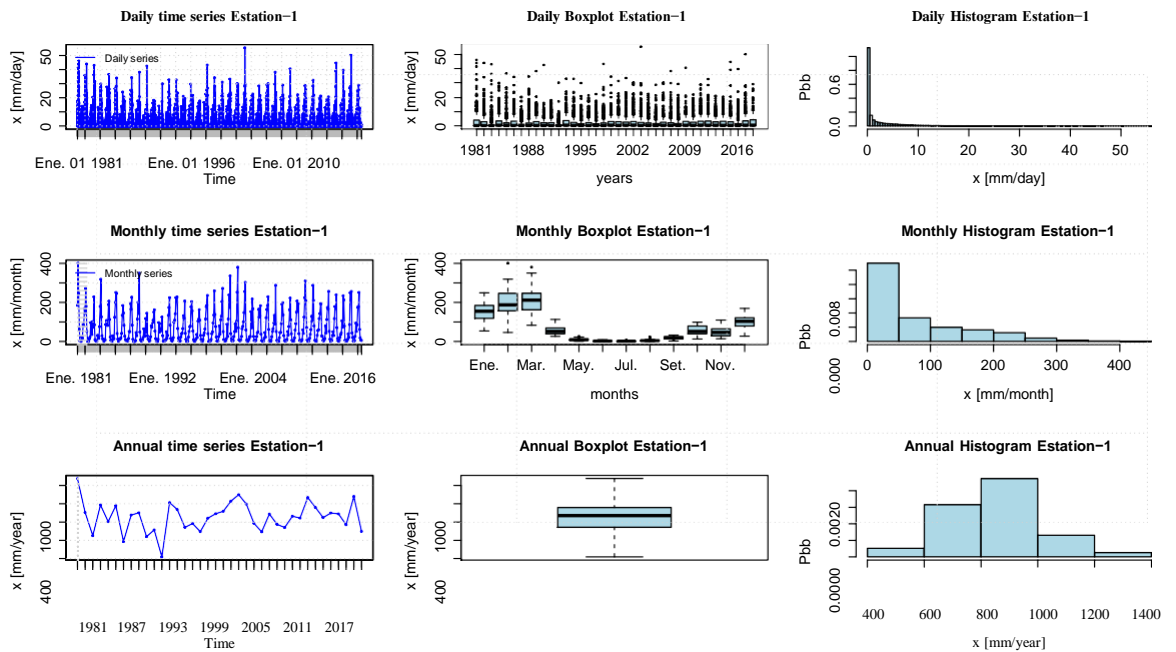 Daily time series Estation−1
Daily Boxplot Estation−1
Daily Histogram Estation−1
x [mm/day]
0 20 50
Daily series
Ene. 01 1981 Ene. 01 1996 Ene. 01 2010
Time
x [mm/day]
0 20 50
1981 1988 1995 2002 2009 2016
years
Pbb
0.0 0.6
0 10 20 30 40 50
x [mm/day]
Monthly time series Estation−1
Monthly Boxplot Estation−1
Monthly Histogram Estation−1
x [mm/month]
0 200 400
Monthly series
Ene. 1981 Ene. 1992 Ene. 2004 Ene. 2016
Time
x [mm/month]
0 200 400
Ene. Mar. May. Jul. Set. Nov.
months
Pbb
0.000 0.008
0 100 200 300 400
x [mm/month]
Annual time series Estation−1
Annual Boxplot Estation−1
Annual Histogram Estation−1
x [mm/year]
400 1000
1981 1987 1993 1999 2005 2011 2017
Time
x [mm/year]
400 1000
Pbb
0.0000 0.0020
400 600 800 1000 1200 1400
x [mm/year]